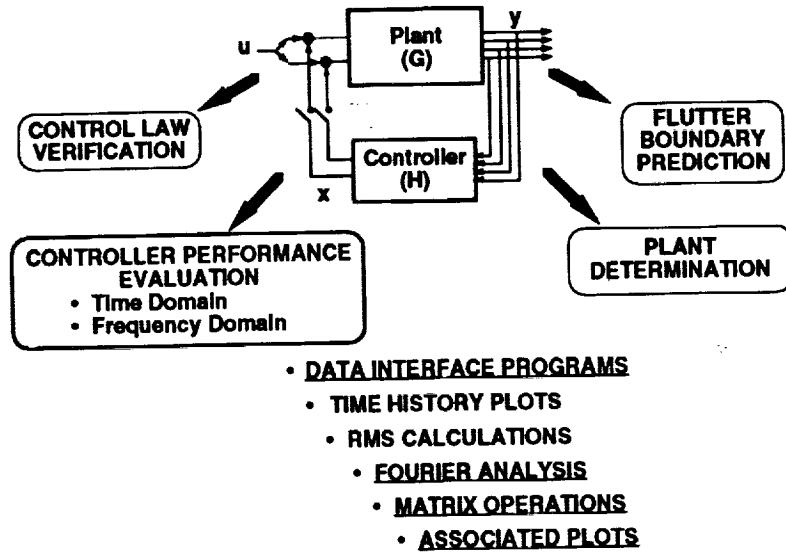 u
Plant
(G)
y
Controller
(H)
x
CONTROL LAW
VERIFICATION
FLUTTER
BOUNDARY
PREDICTION
CONTROLLER PERFORMANCE
EVALUATION
• Time Domain
• Frequency Domain
PLANT
DETERMINATION
• DATA INTERFACE PROGRAMS
• TIME HISTORY PLOTS
• RMS CALCULATIONS
• FOURIER ANALYSIS
• MATRIX OPERATIONS
• ASSOCIATED PLOTS